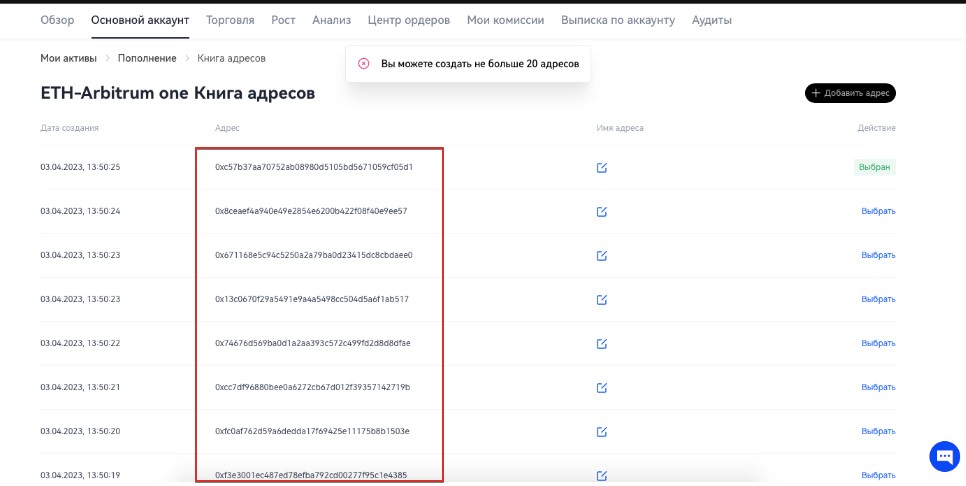 Обзор Основной аккаунт Торговля Рост Анализ Центр ордеров Мои комиссии Выписка по аккаунту Аудиты
Мои активы Пополнение Книга адресов
Вы можете создать не больше 20 адресов
ETH-Arbitrum one Книга адресов
+ Добавить адрес
Дата создания Адрес Имя адреса Действие
03.04.2023, 13:50:25 0xc57b37aa70752ab08980d5105bd5671059cf05d1 Выбран
03.04.2023, 13:50:24 0x8ceaef4a940e49e2854e6200b422f08f40e9ee57 Выбрать
03.04.2023, 13:50:23 0x671168e5c94c5250a2a79ba0d23415dc8cbdaee0 Выбрать
03.04.2023, 13:50:23 0x13c0670f29a5491e9a4a5498cc504d5a6f1ab517 Выбрать
03.04.2023, 13:50:22 0x74676d569ba0d1a2aa393c572c499fd2d8d8dfae Выбрать
03.04.2023, 13:50:21 0xcc7df96880bee0a6272cb67d012f39357142719b Выбрать
03.04.2023, 13:50:20 0xfc0af762d59a6dedda17f69425e11175b8b1503e Выбрать
03.04.2023, 13:50:19 0xf3e3001ec487ed78efba792cd00277f95c1e4385 Выбрать